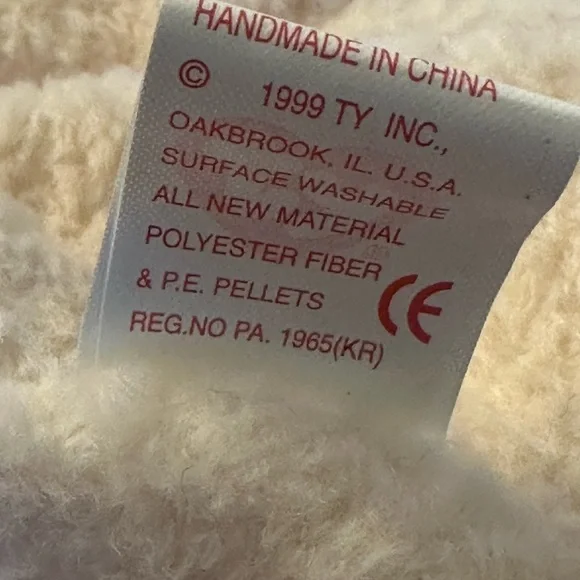 HANDMADE IN CHINA
© 1999 TY INC.,
OAKBROOK, IL. U.S.A.
SURFACE WASHABLE
ALL NEW MATERIAL
POLYESTER FIBER
& P.E. PELLETS CE
REG.NO PA. 1965(KR)